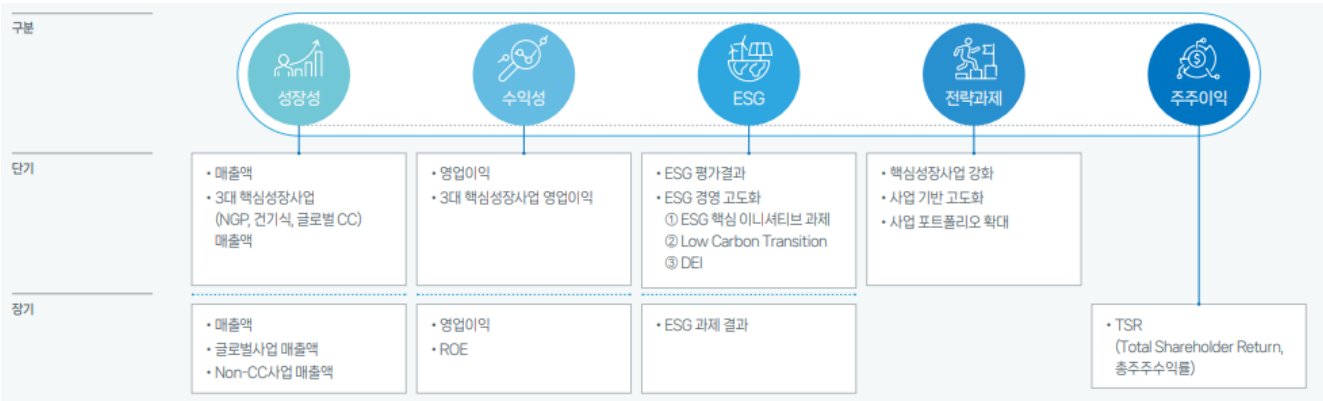 구분
성장성
수익성
ESG
전략과제
주주이익
단기
• 매출액
• 3대 핵심성장사업
(NGP, 건기식, 글로벌 CC)
매출액
• 영업이익
• 3대 핵심성장사업 영업이익
• ESG 평가결과
• ESG 경영 고도화
① ESG 핵심 이니셔티브 과제
② Low Carbon Transition
③ DEI
• 핵심성장사업 강화
• 사업 기반 고도화
• 사업 포트폴리오 확대
장기
• 매출액
• 글로벌사업 매출액
• Non-CC사업 매출액
• 영업이익
• ROE
• ESG 과제 결과
• TSR
(Total Shareholder Return,
총주주수익률)